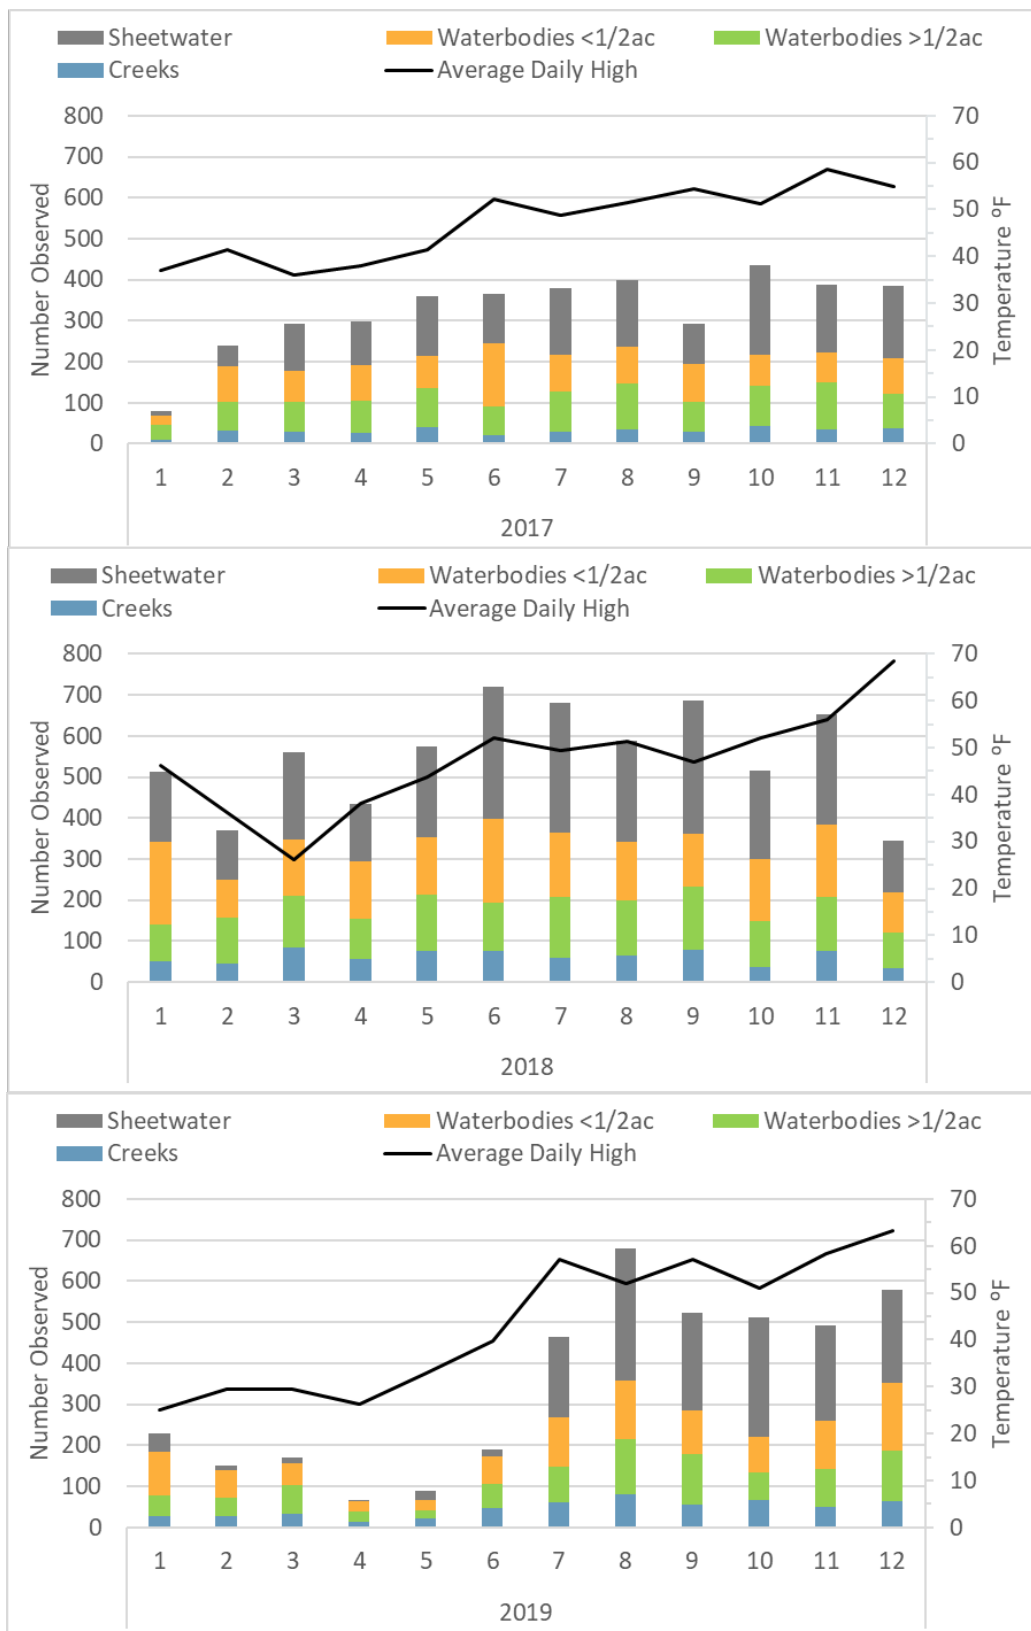 Sheetwater Waterbodies <1/2ac Waterbodies >1/2ac
Creeks Average Daily High
800 70
700 60
600 50
500 40
400 30
300 20
200 10
100 0
0
Number Observed
Temperature ºF
1 2 3 4 5 6 7 8 9 10 11 12
2017
Sheetwater Waterbodies <1/2ac Waterbodies >1/2ac
Creeks Average Daily High
800 70
700 60
600 50
500 40
400 30
300 20
200 10
100 0
0
Number Observed
Temperature ºF
1 2 3 4 5 6 7 8 9 10 11 12
2018
Sheetwater Waterbodies <1/2ac Waterbodies >1/2ac
Creeks Average Daily High
800 70
700 60
600 50
500 40
400 30
300 20
200 10
100 0
0
Number Observed
Temperature ºF
1 2 3 4 5 6 7 8 9 10 11 12
2019